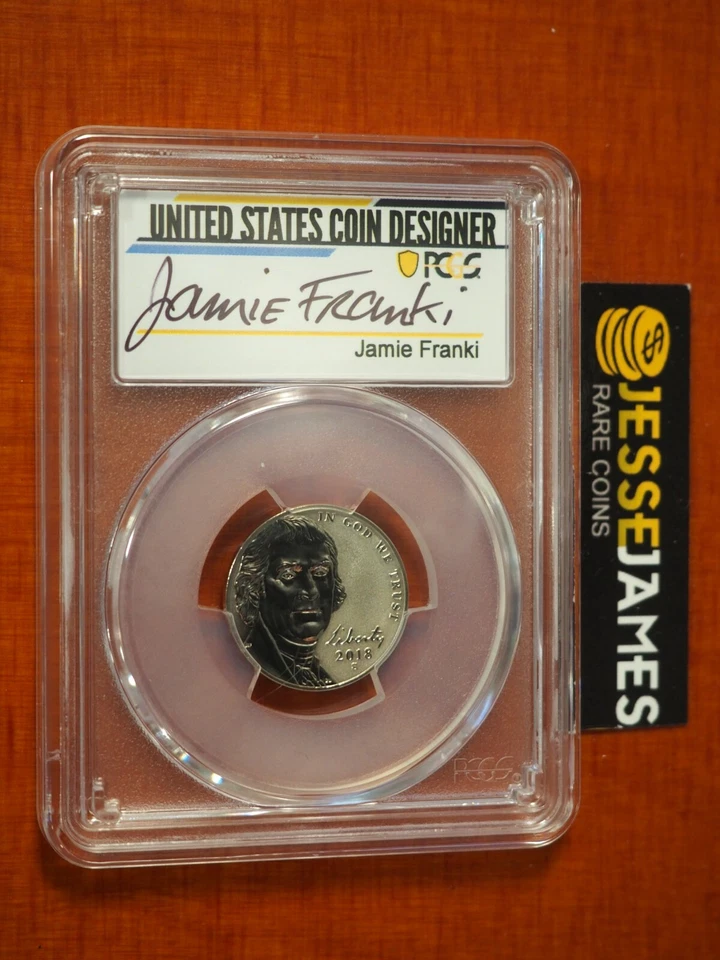 UNITED STATES COIN DESIGNER
PCGS
Jamie Franki
Jamie Franki
IN GOD WE TRUST
Liberty
2018
S
PCGS
JESSEJAMES
RARE COINS